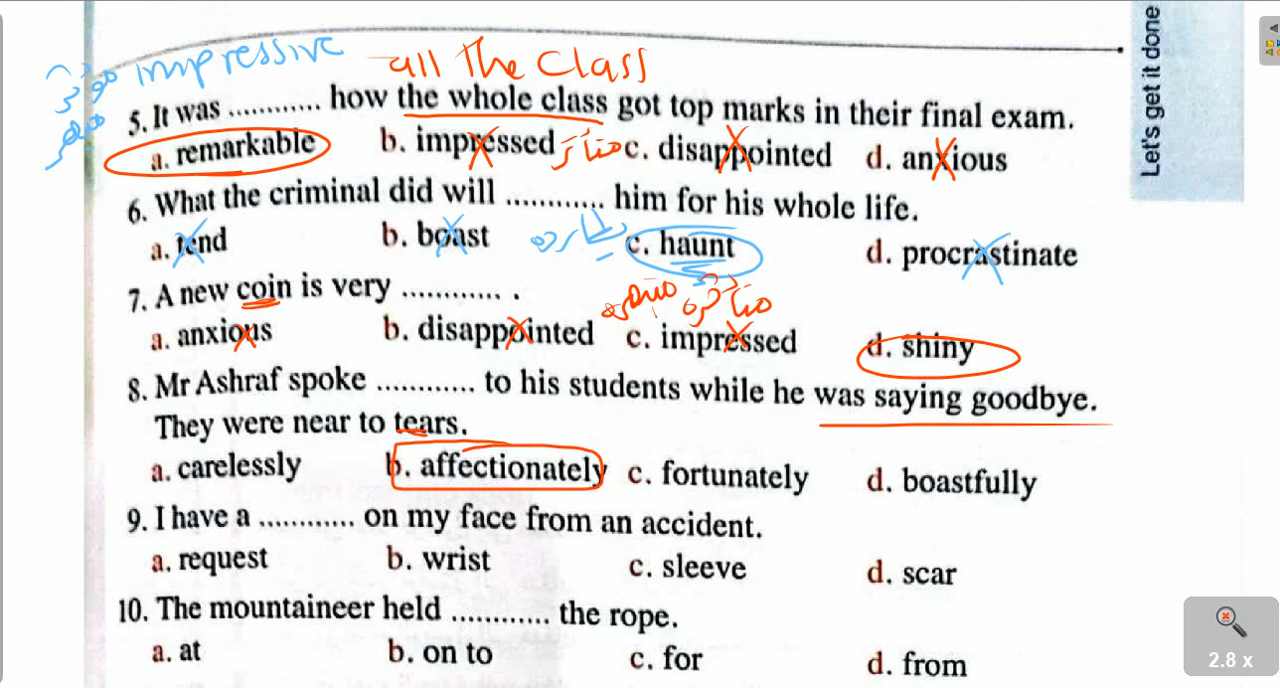 impressive all The Class
Let's get it done
5. It was ............ how the whole class got top marks in their final exam.
a. remarkable b. impressed c. disappointed d. anxious
6. What the criminal did will ............ him for his whole life.
a. tend b. boast يطارده c. haunt d. procrastinate
7. A new coin is very ............ .
a. anxious b. disappointed c. impressed d. shiny
8. Mr Ashraf spoke ............ to his students while he was saying goodbye.
They were near to tears.
a. carelessly b. affectionately c. fortunately d. boastfully
9. I have a ............ on my face from an accident.
a. request b. wrist c. sleeve d. scar
10. The mountaineer held ............ the rope.
a. at b. on to c. for d. from
2.8 x